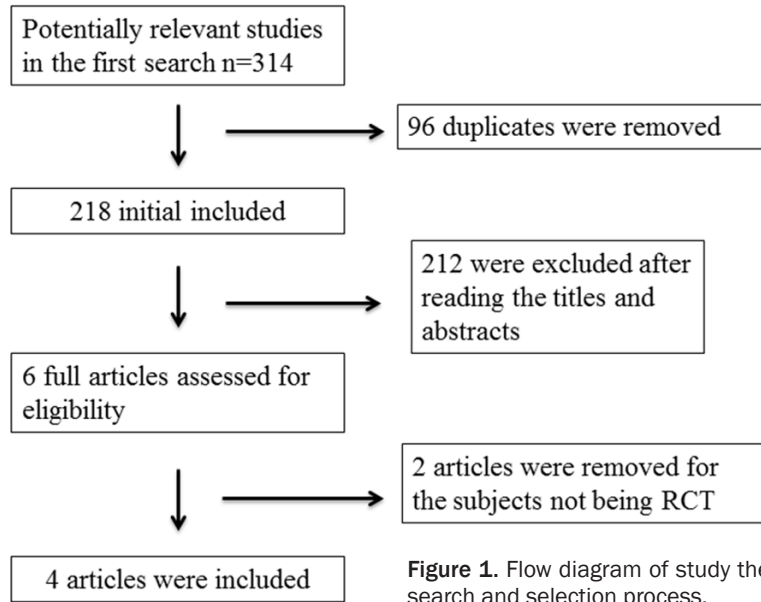 Potentially relevant studies
in the first search n=314
96 duplicates were removed
218 initial included
212 were excluded after
reading the titles and
abstracts
6 full articles assessed for
eligibility
2 articles were removed for
the subjects not being RCT
4 articles were included
Figure 1. Flow diagram of study the
search and selection process.